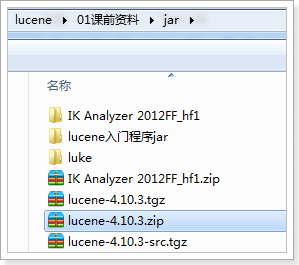 lucene ▸ 01课前资料 ▸ jar ▸
名称
IK Analyzer 2012FF_hf1
lucene入门程序jar
luke
IK Analyzer 2012FF_hf1.zip
lucene-4.10.3.tgz
lucene-4.10.3.zip
lucene-4.10.3-src.tgz